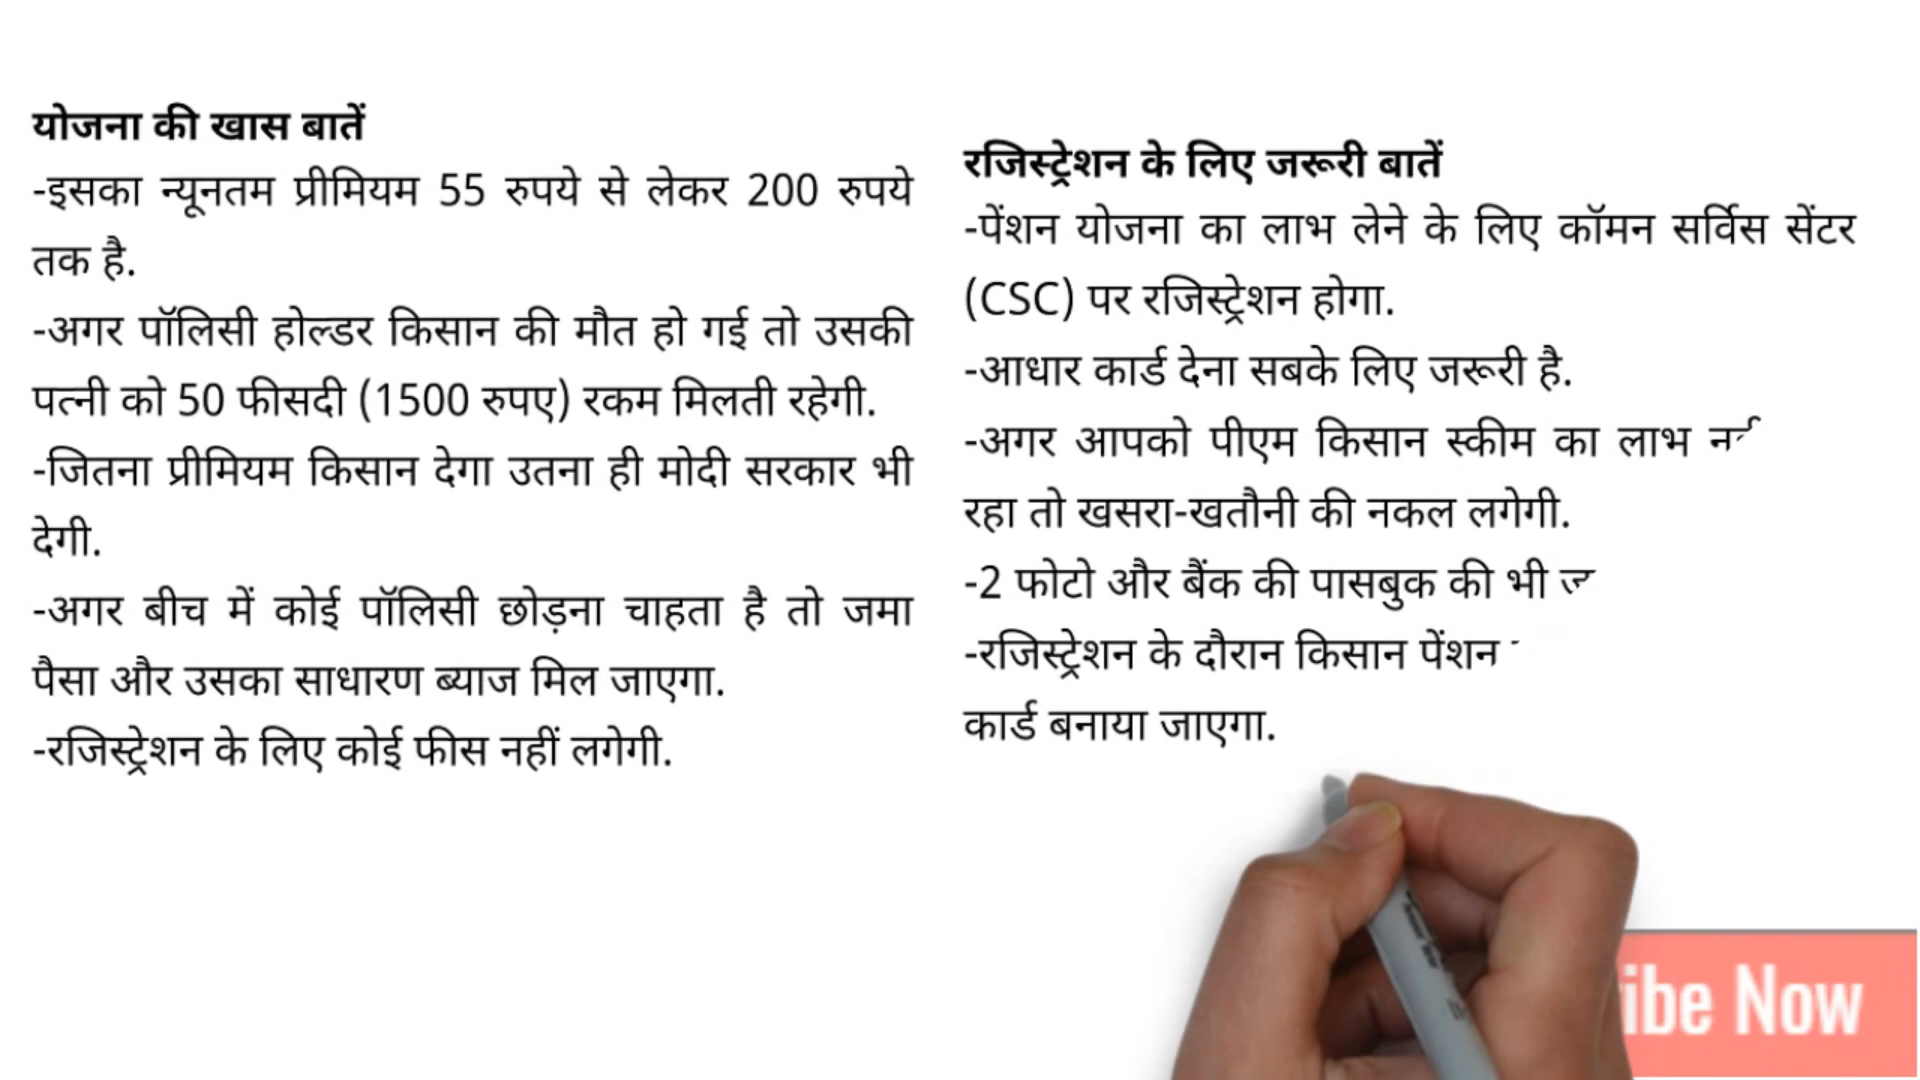 योजना की खास बातें
-इसका न्यूनतम प्रीमियम 55 रुपये से लेकर 200 रुपये
तक है.
-अगर पॉलिसी होल्डर किसान की मौत हो गई तो उसकी
पत्नी को 50 फीसदी (1500 रुपए) रकम मिलती रहेगी.
-जितना प्रीमियम किसान देगा उतना ही मोदी सरकार भी
देगी.
-अगर बीच में कोई पॉलिसी छोड़ना चाहता है तो जमा
पैसा और उसका साधारण ब्याज मिल जाएगा.
-रजिस्ट्रेशन के लिए कोई फीस नहीं लगेगी.
रजिस्ट्रेशन के लिए जरूरी बातें
-पेंशन योजना का लाभ लेने के लिए कॉमन सर्विस सेंटर
(CSC) पर रजिस्ट्रेशन होगा.
-आधार कार्ड देना सबके लिए जरूरी है.
-अगर आपको पीएम किसान स्कीम का लाभ
रहा तो खसरा-खतौनी की नकल लगेगी.
-2 फोटो और बैंक की पासबुक की भी
-रजिस्ट्रेशन के दौरान किसान पेंशन
कार्ड बनाया जाएगा.
ibe Now